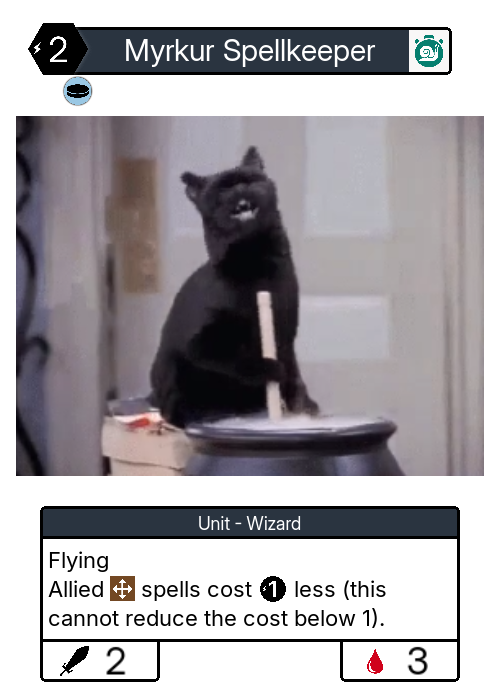 2 Myrkur Spellkeeper
Unit - Wizard
Flying
Allied spells cost 1 less (this
cannot reduce the cost below 1).
2 3